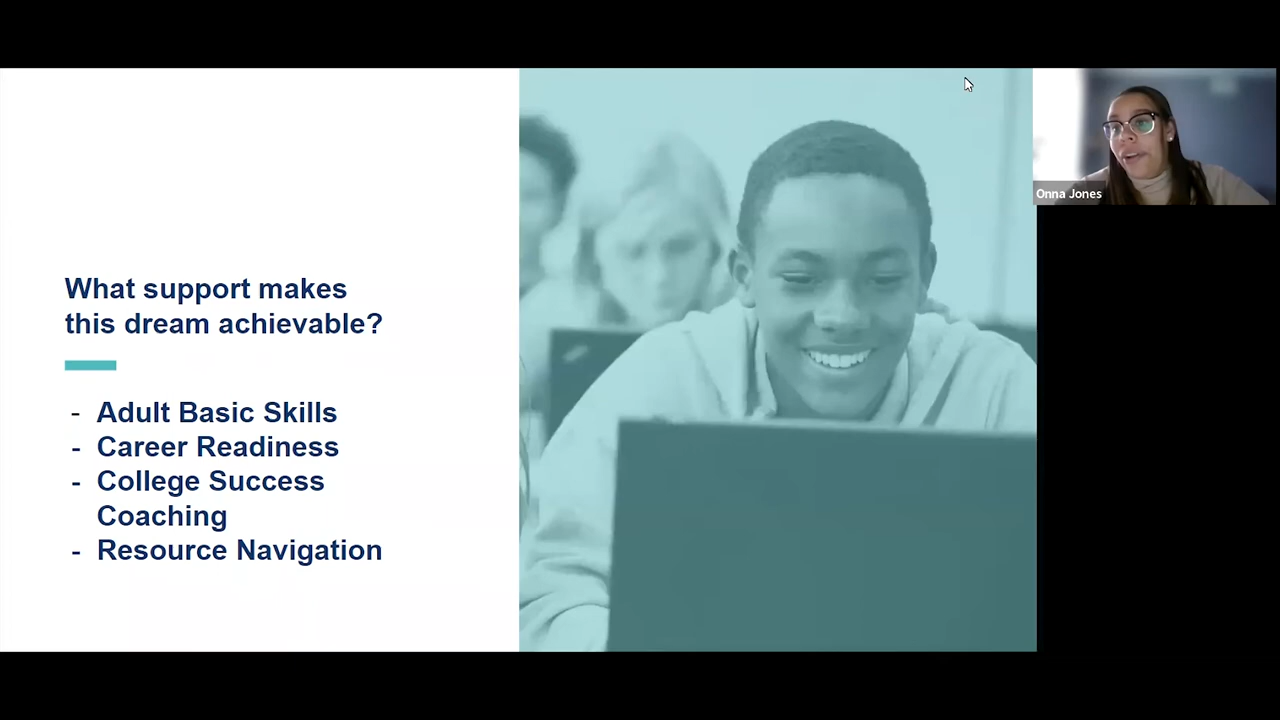 What support makes
this dream achievable?
- Adult Basic Skills
- Career Readiness
- College Success
Coaching
- Resource Navigation
Onna Jones